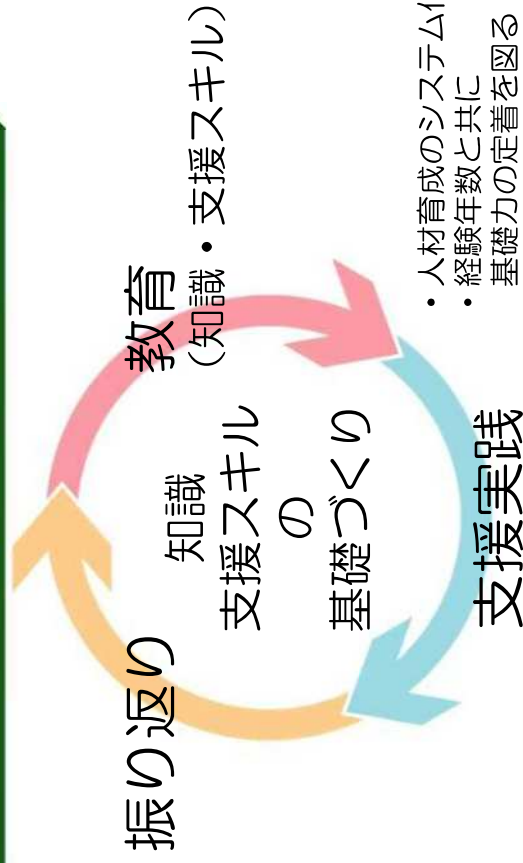 教育
（知識・支援スキル）
振り返り
知識
支援スキル
の
基礎づくり
支援実践
・人材育成のシステム化
・経験年数と共に
基礎力の定着を図る